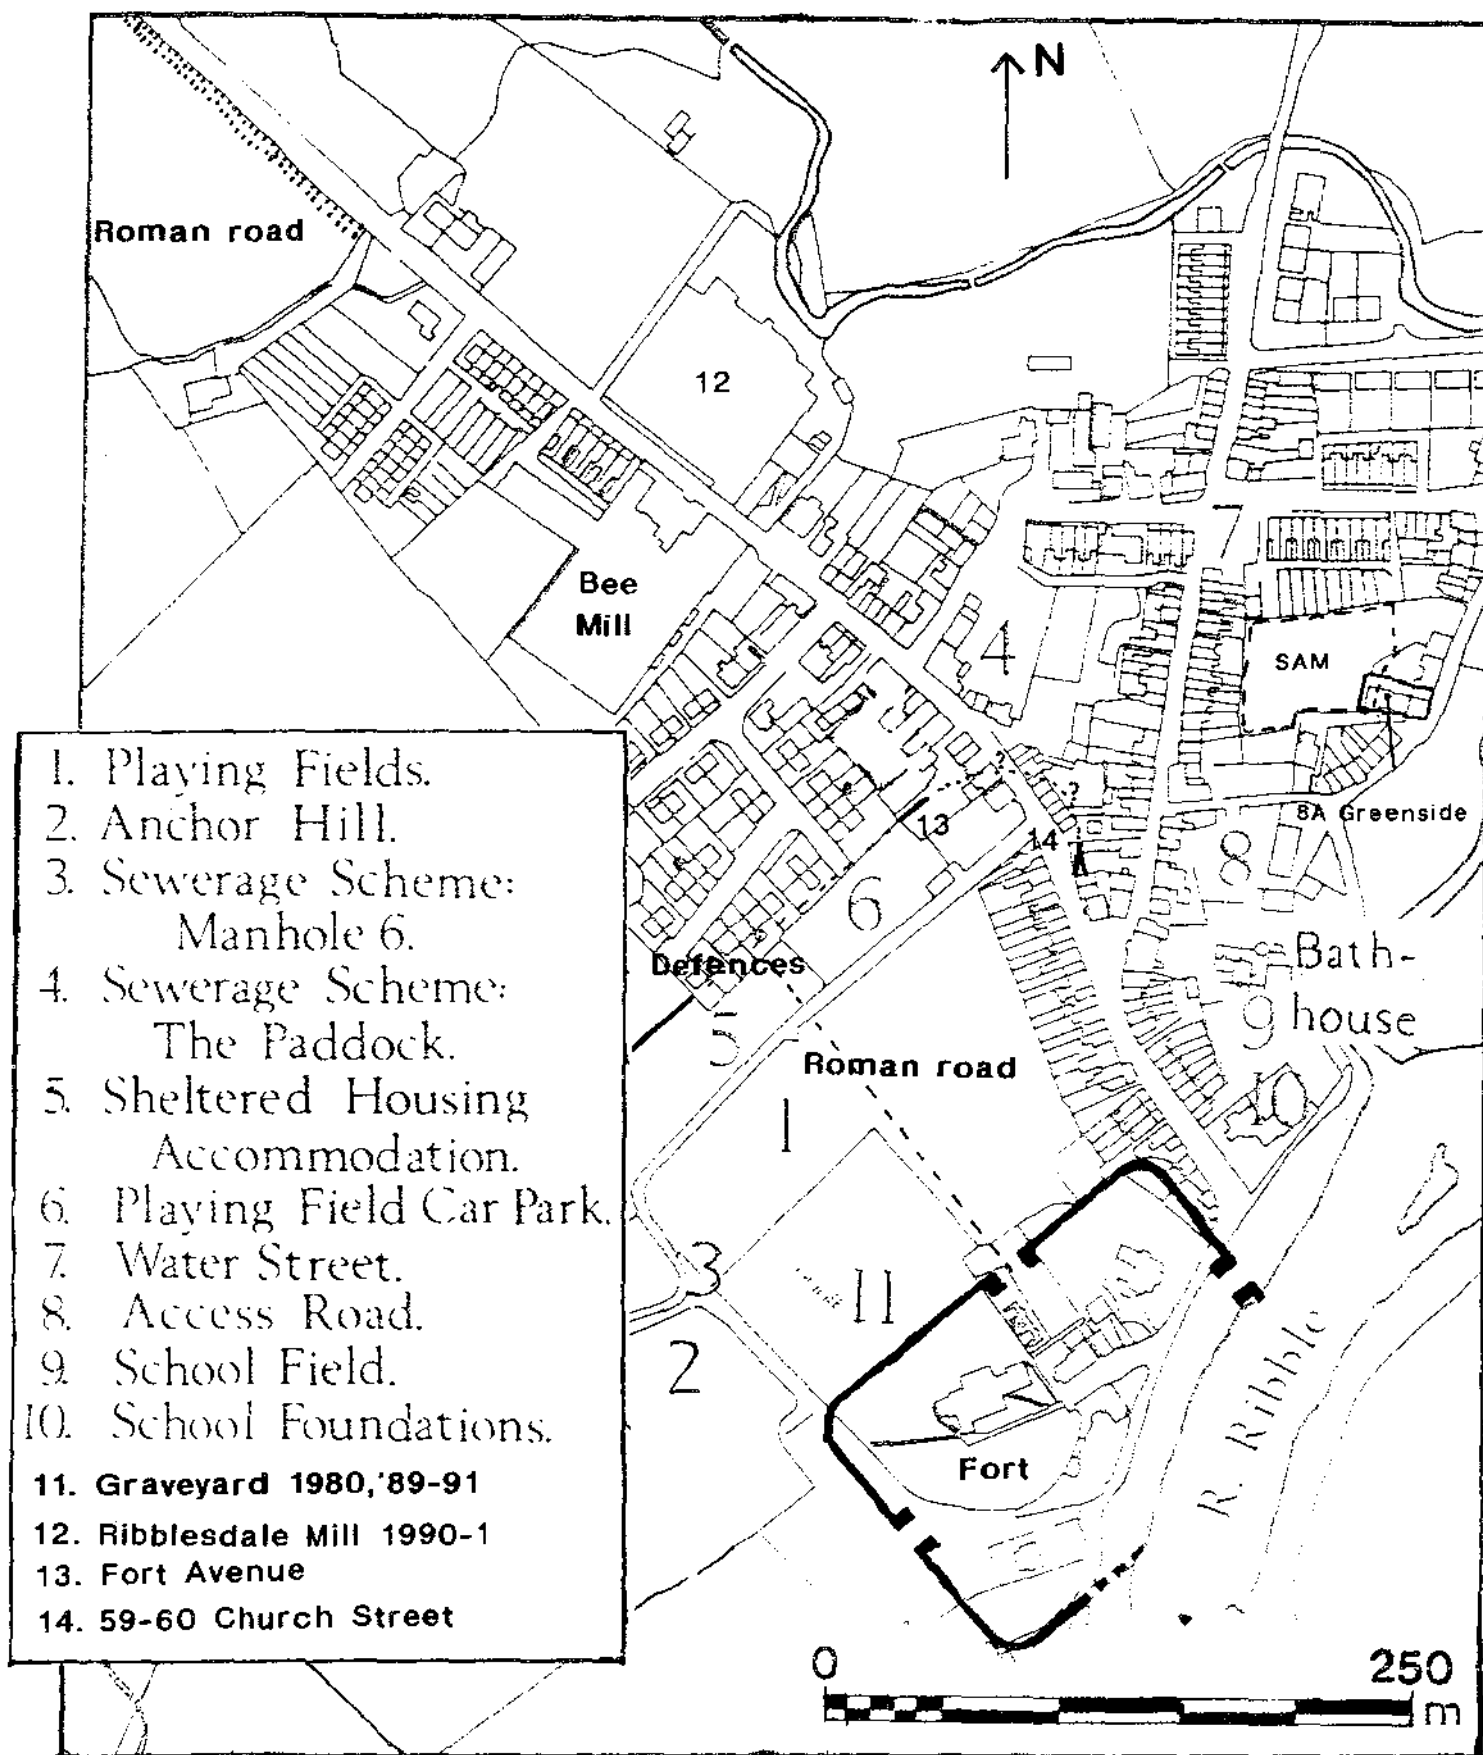 N
Roman road
12
7
Bee
Mill
4
SAM
?
?
13
14
8A Greenside
8
6
Defences
Bath-
house
9
5
Roman road
10
1
3
11
2
Fort
R. Ribble
0 250
m
1. Playing Fields.
2. Anchor Hill.
3. Sewerage Scheme:
Manhole 6.
4. Sewerage Scheme:
The Paddock.
5. Sheltered Housing
Accommodation.
6. Playing Field Car Park.
7. Water Street.
8. Access Road.
9. School Field.
10. School Foundations.
11. Graveyard 1980,'89-91
12. Ribblesdale Mill 1990-1
13. Fort Avenue
14. 59-60 Church Street